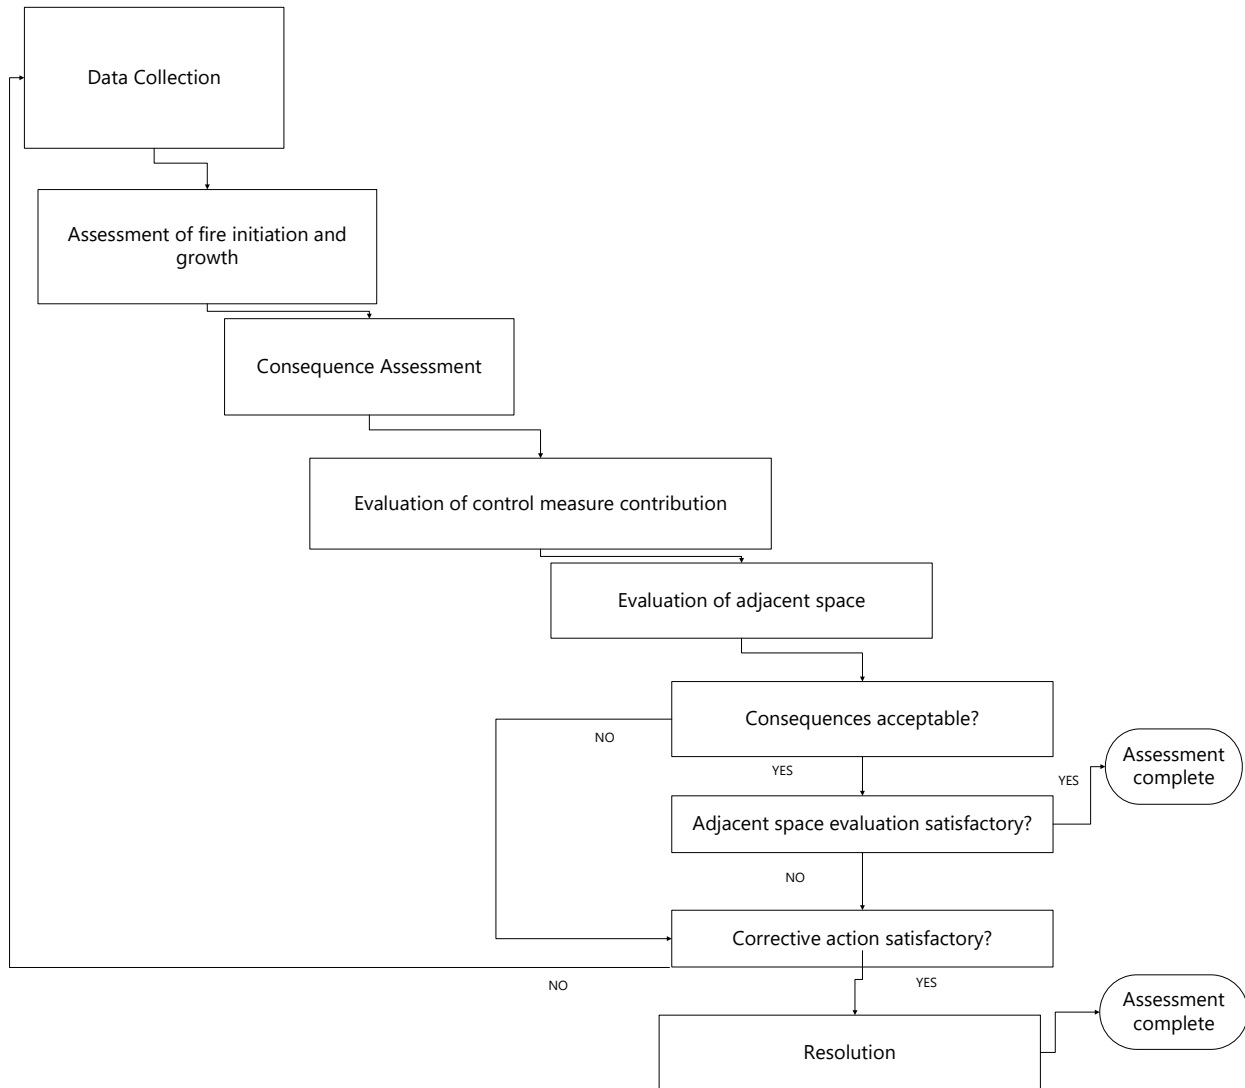 Data Collection
Assessment of fire initiation and
growth
Consequence Assessment
Evaluation of control measure contribution
Evaluation of adjacent space
Consequences acceptable?
NO
YES
YES
Assessment
complete
Adjacent space evaluation satisfactory?
NO
Corrective action satisfactory?
NO
YES
Assessment
complete
Resolution